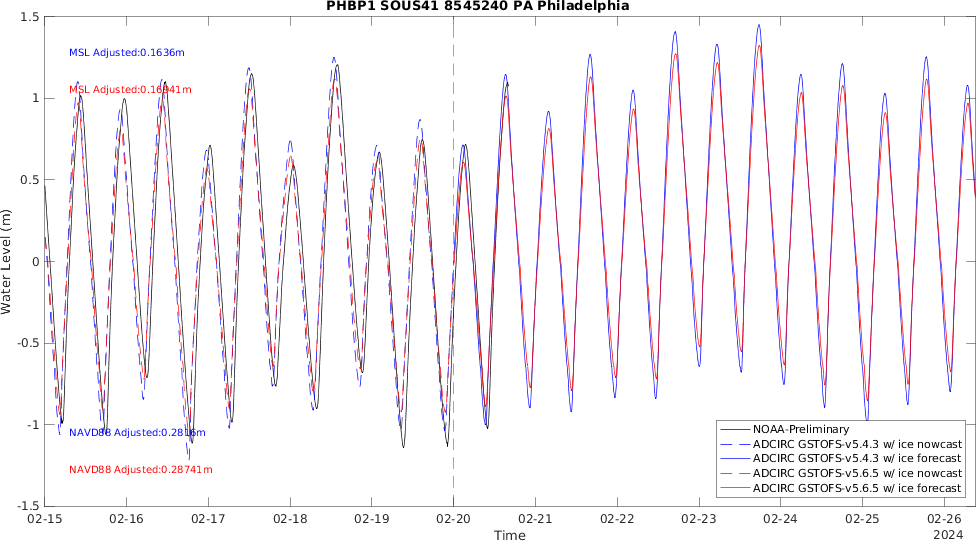 PHBP1 SOUS41 8545240 PA Philadelphia
1.5
1
0.5
0
-0.5
-1
-1.5
Water Level (m)
MSL Adjusted:0.1636m
MSL Adjusted:0.16941m
NAVD88 Adjusted:0.2816m
NAVD88 Adjusted:0.28741m
NOAA-Preliminary
ADCIRC GSTOFS-v5.4.3 w/ ice nowcast
ADCIRC GSTOFS-v5.4.3 w/ ice forecast
ADCIRC GSTOFS-v5.6.5 w/ ice nowcast
ADCIRC GSTOFS-v5.6.5 w/ ice forecast
02-15 02-16 02-17 02-18 02-19 02-20 02-21 02-22 02-23 02-24 02-25 02-26
Time
2024